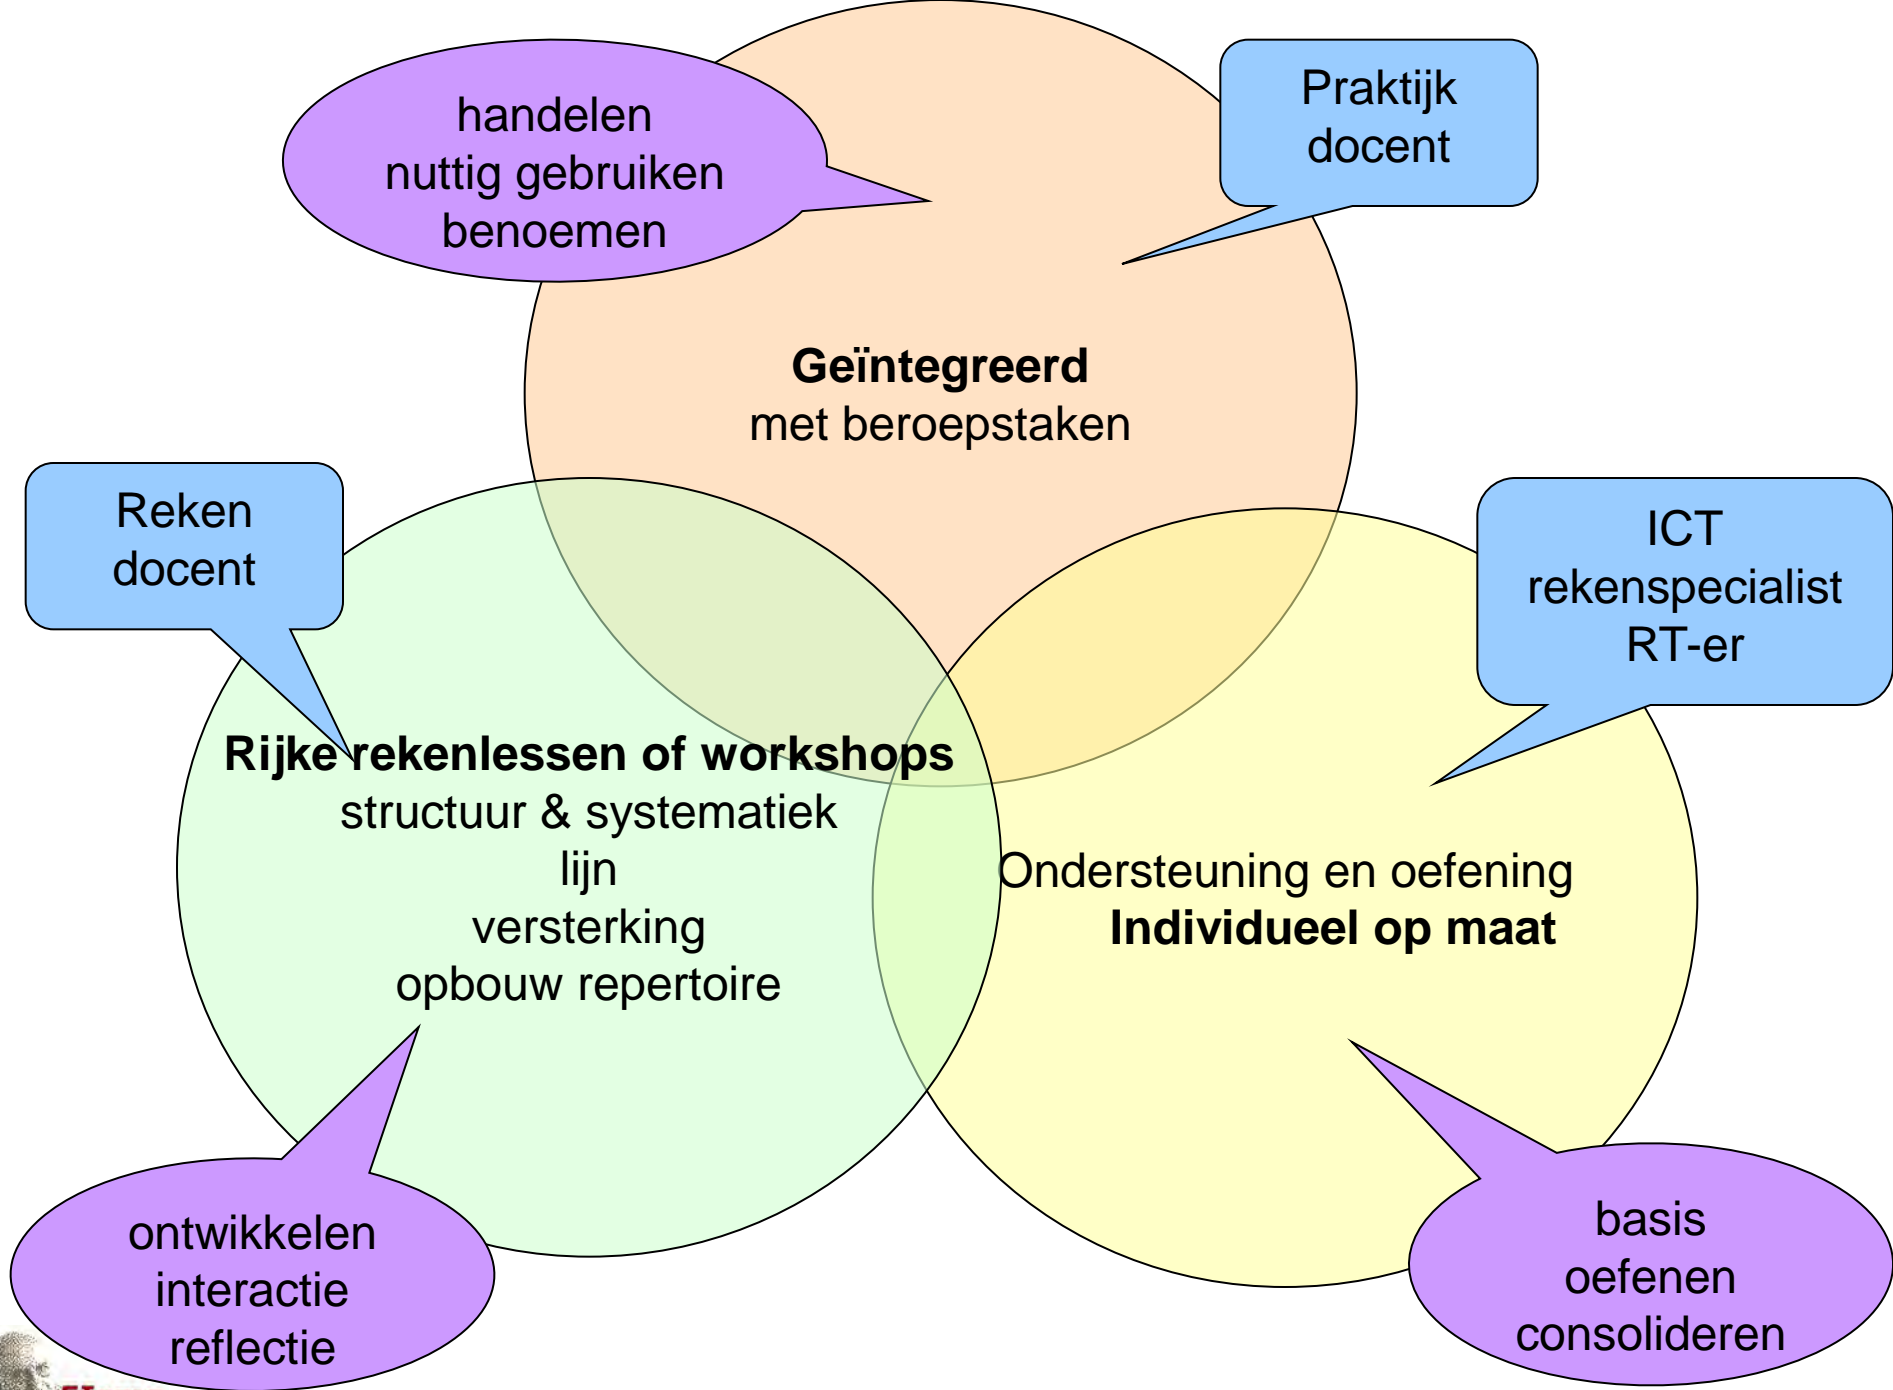 handelen
nuttig gebruiken
benoemen
Praktijk
docent
Geïntegreerd
met beroepstaken
Reken
docent
ICT
rekenspecialist
RT-er
Rijke rekenlessen of workshops
structuur & systematiek
lijn
versterking
opbouw repertoire
Ondersteuning en oefening
Individueel op maat
ontwikkelen
interactie
reflectie
basis
oefenen
consolideren